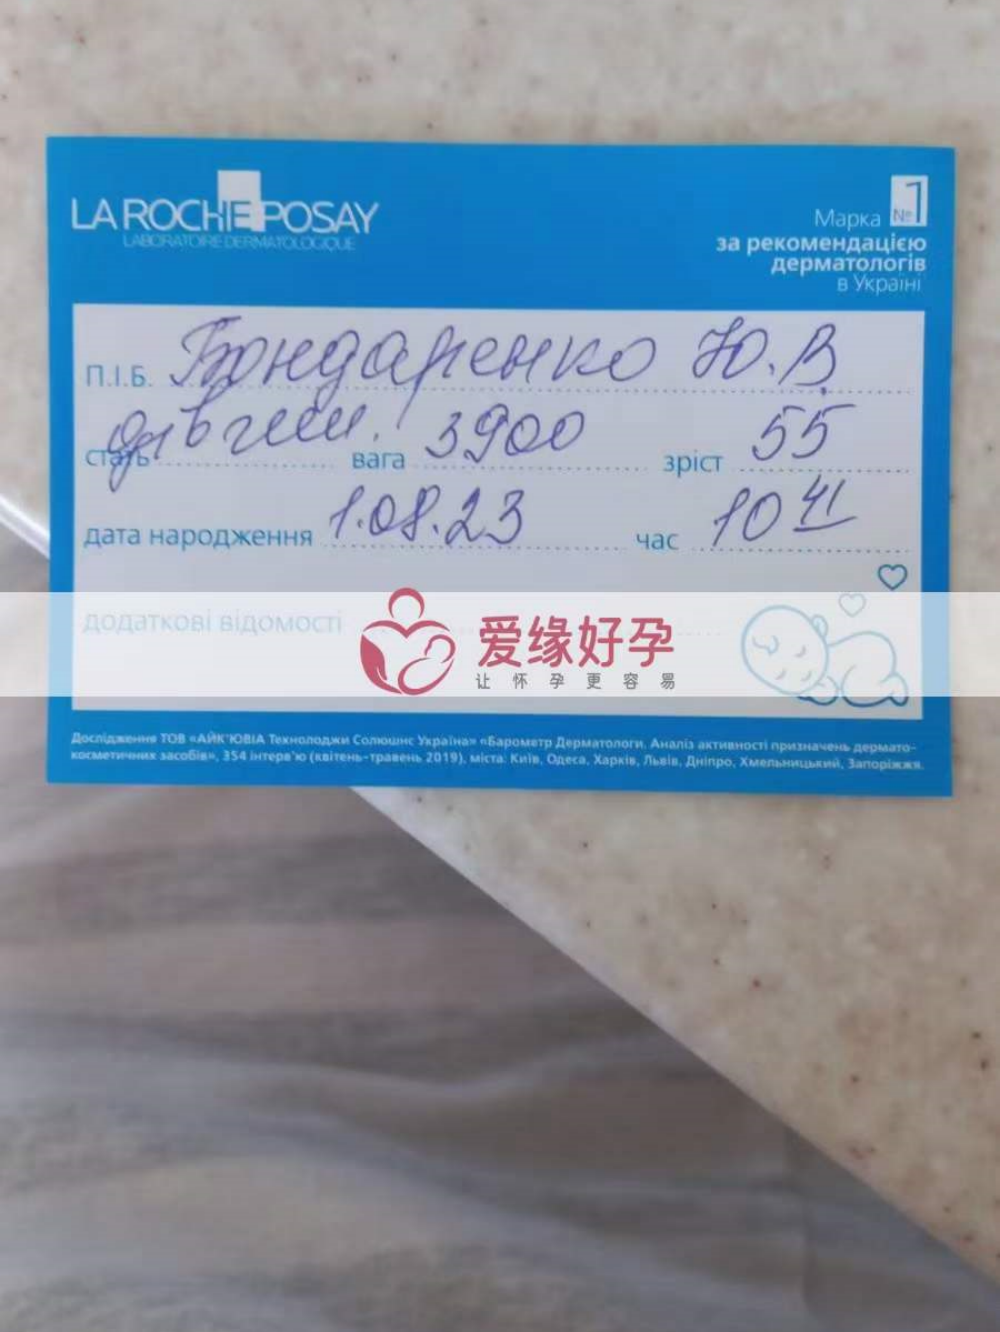 LA ROCHE POSAY
LABORATOIRE DERMATOLOGIQUE
Марка №1
за рекомендацією
дерматологів
в Україні
П.І.Б. Бондаренко Ю.В.
стать дівчин. вага 3900 зріст 55
дата народження 1.08.23 час 10 41
додаткові відомості
爱缘好孕
让怀孕更容易
Дослідження ТОВ «АЙК'ЮВІА Технолоджи Солюшнс Україна» «Барометр Дерматологи. Аналіз активності призначень дермато-
косметичних засобів», 354 інтерв'ю (квітень-травень 2019), міста: Київ, Одеса, Харків, Львів, Дніпро, Хмельницький, Запоріжжя.